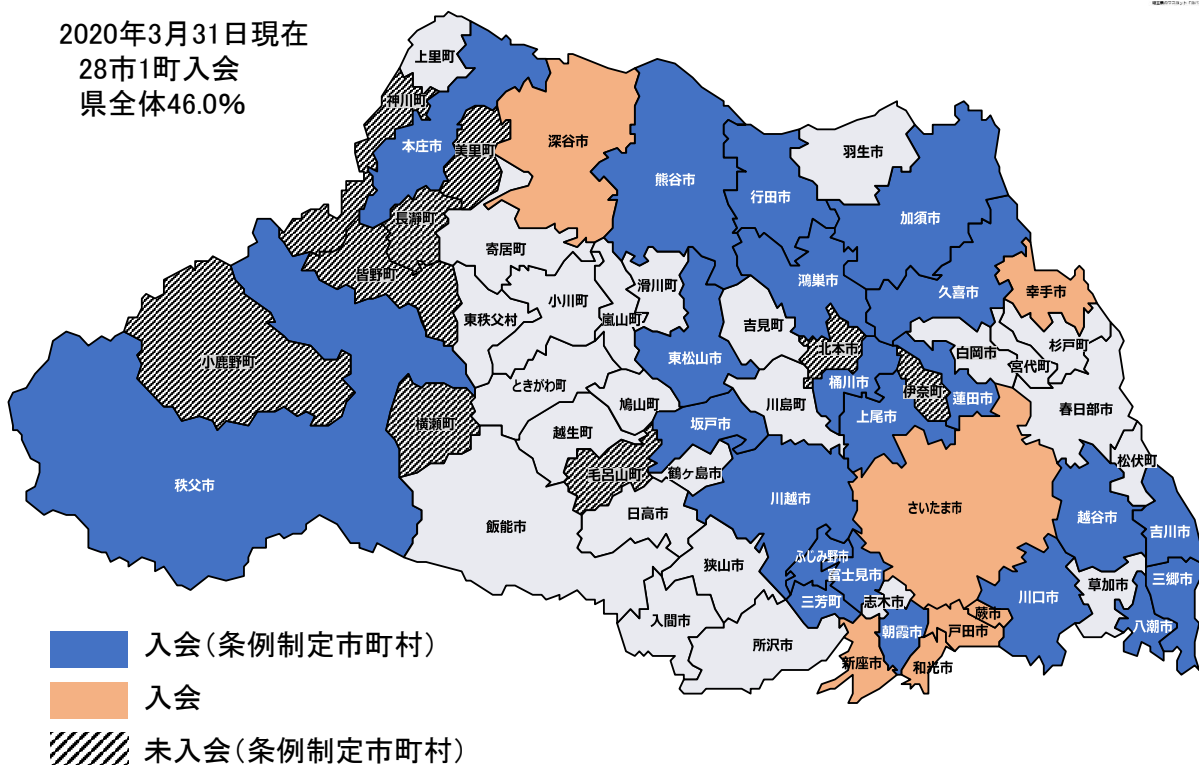 2020年3月31日現在
28市1町入会
県全体46.0%
上里町
神川町
本庄市
美里町
深谷市
熊谷市
行田市
羽生市
加須市
長瀞町
皆野町
寄居町
小川町
東秩父村
嵐山町
滑川町
吉見町
鴻巣市
久喜市
幸手市
小鹿野町
東松山市
北本市
白岡市
宮代町
杉戸町
ときがわ町
鳩山町
川島町
桶川市
伊奈町
蓮田市
横瀬町
越生町
坂戸市
上尾市
春日部市
秩父市
毛呂山町
鶴ヶ島市
松伏町
飯能市
日高市
川越市
さいたま市
越谷市
吉川市
狭山市
ふじみ野市
富士見市
三芳町
志木市
川口市
草加市
三郷市
入間市
所沢市
朝霞市
蕨市
戸田市
八潮市
新座市
和光市
入会(条例制定市町村)
入会
未入会(条例制定市町村)